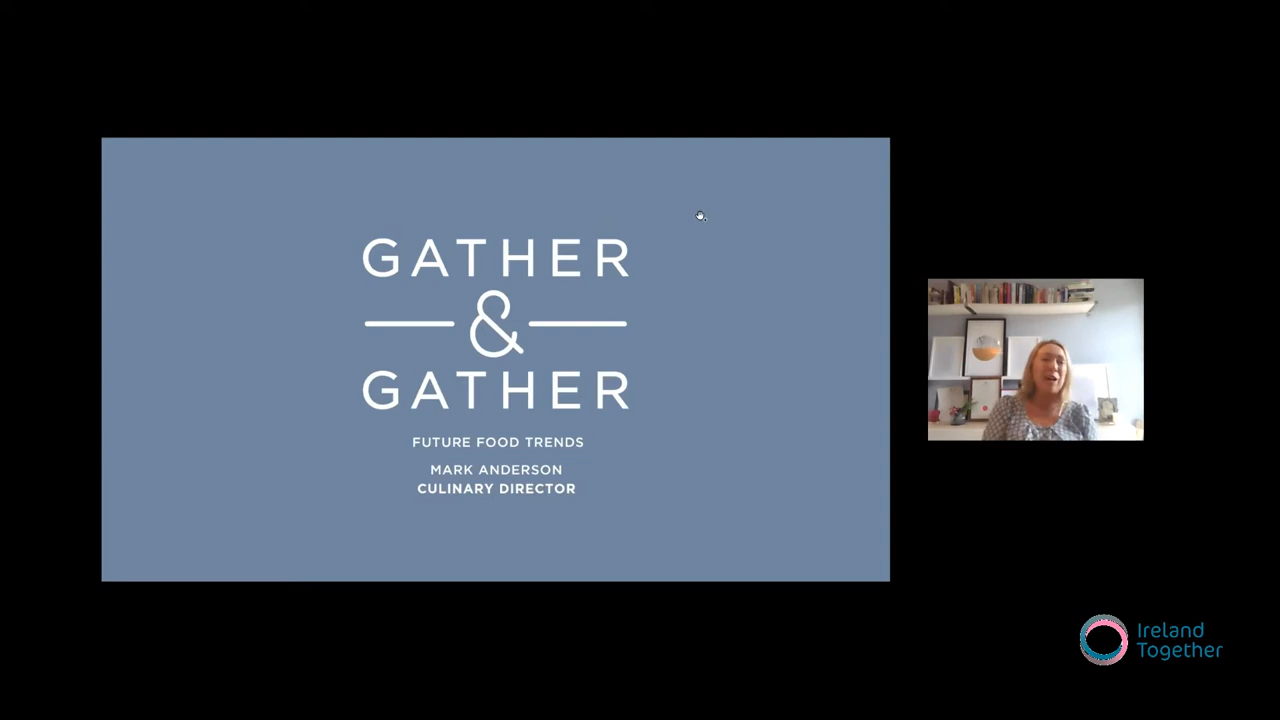 GATHER
&
GATHER
FUTURE FOOD TRENDS
MARK ANDERSON
CULINARY DIRECTOR
Ireland
Together